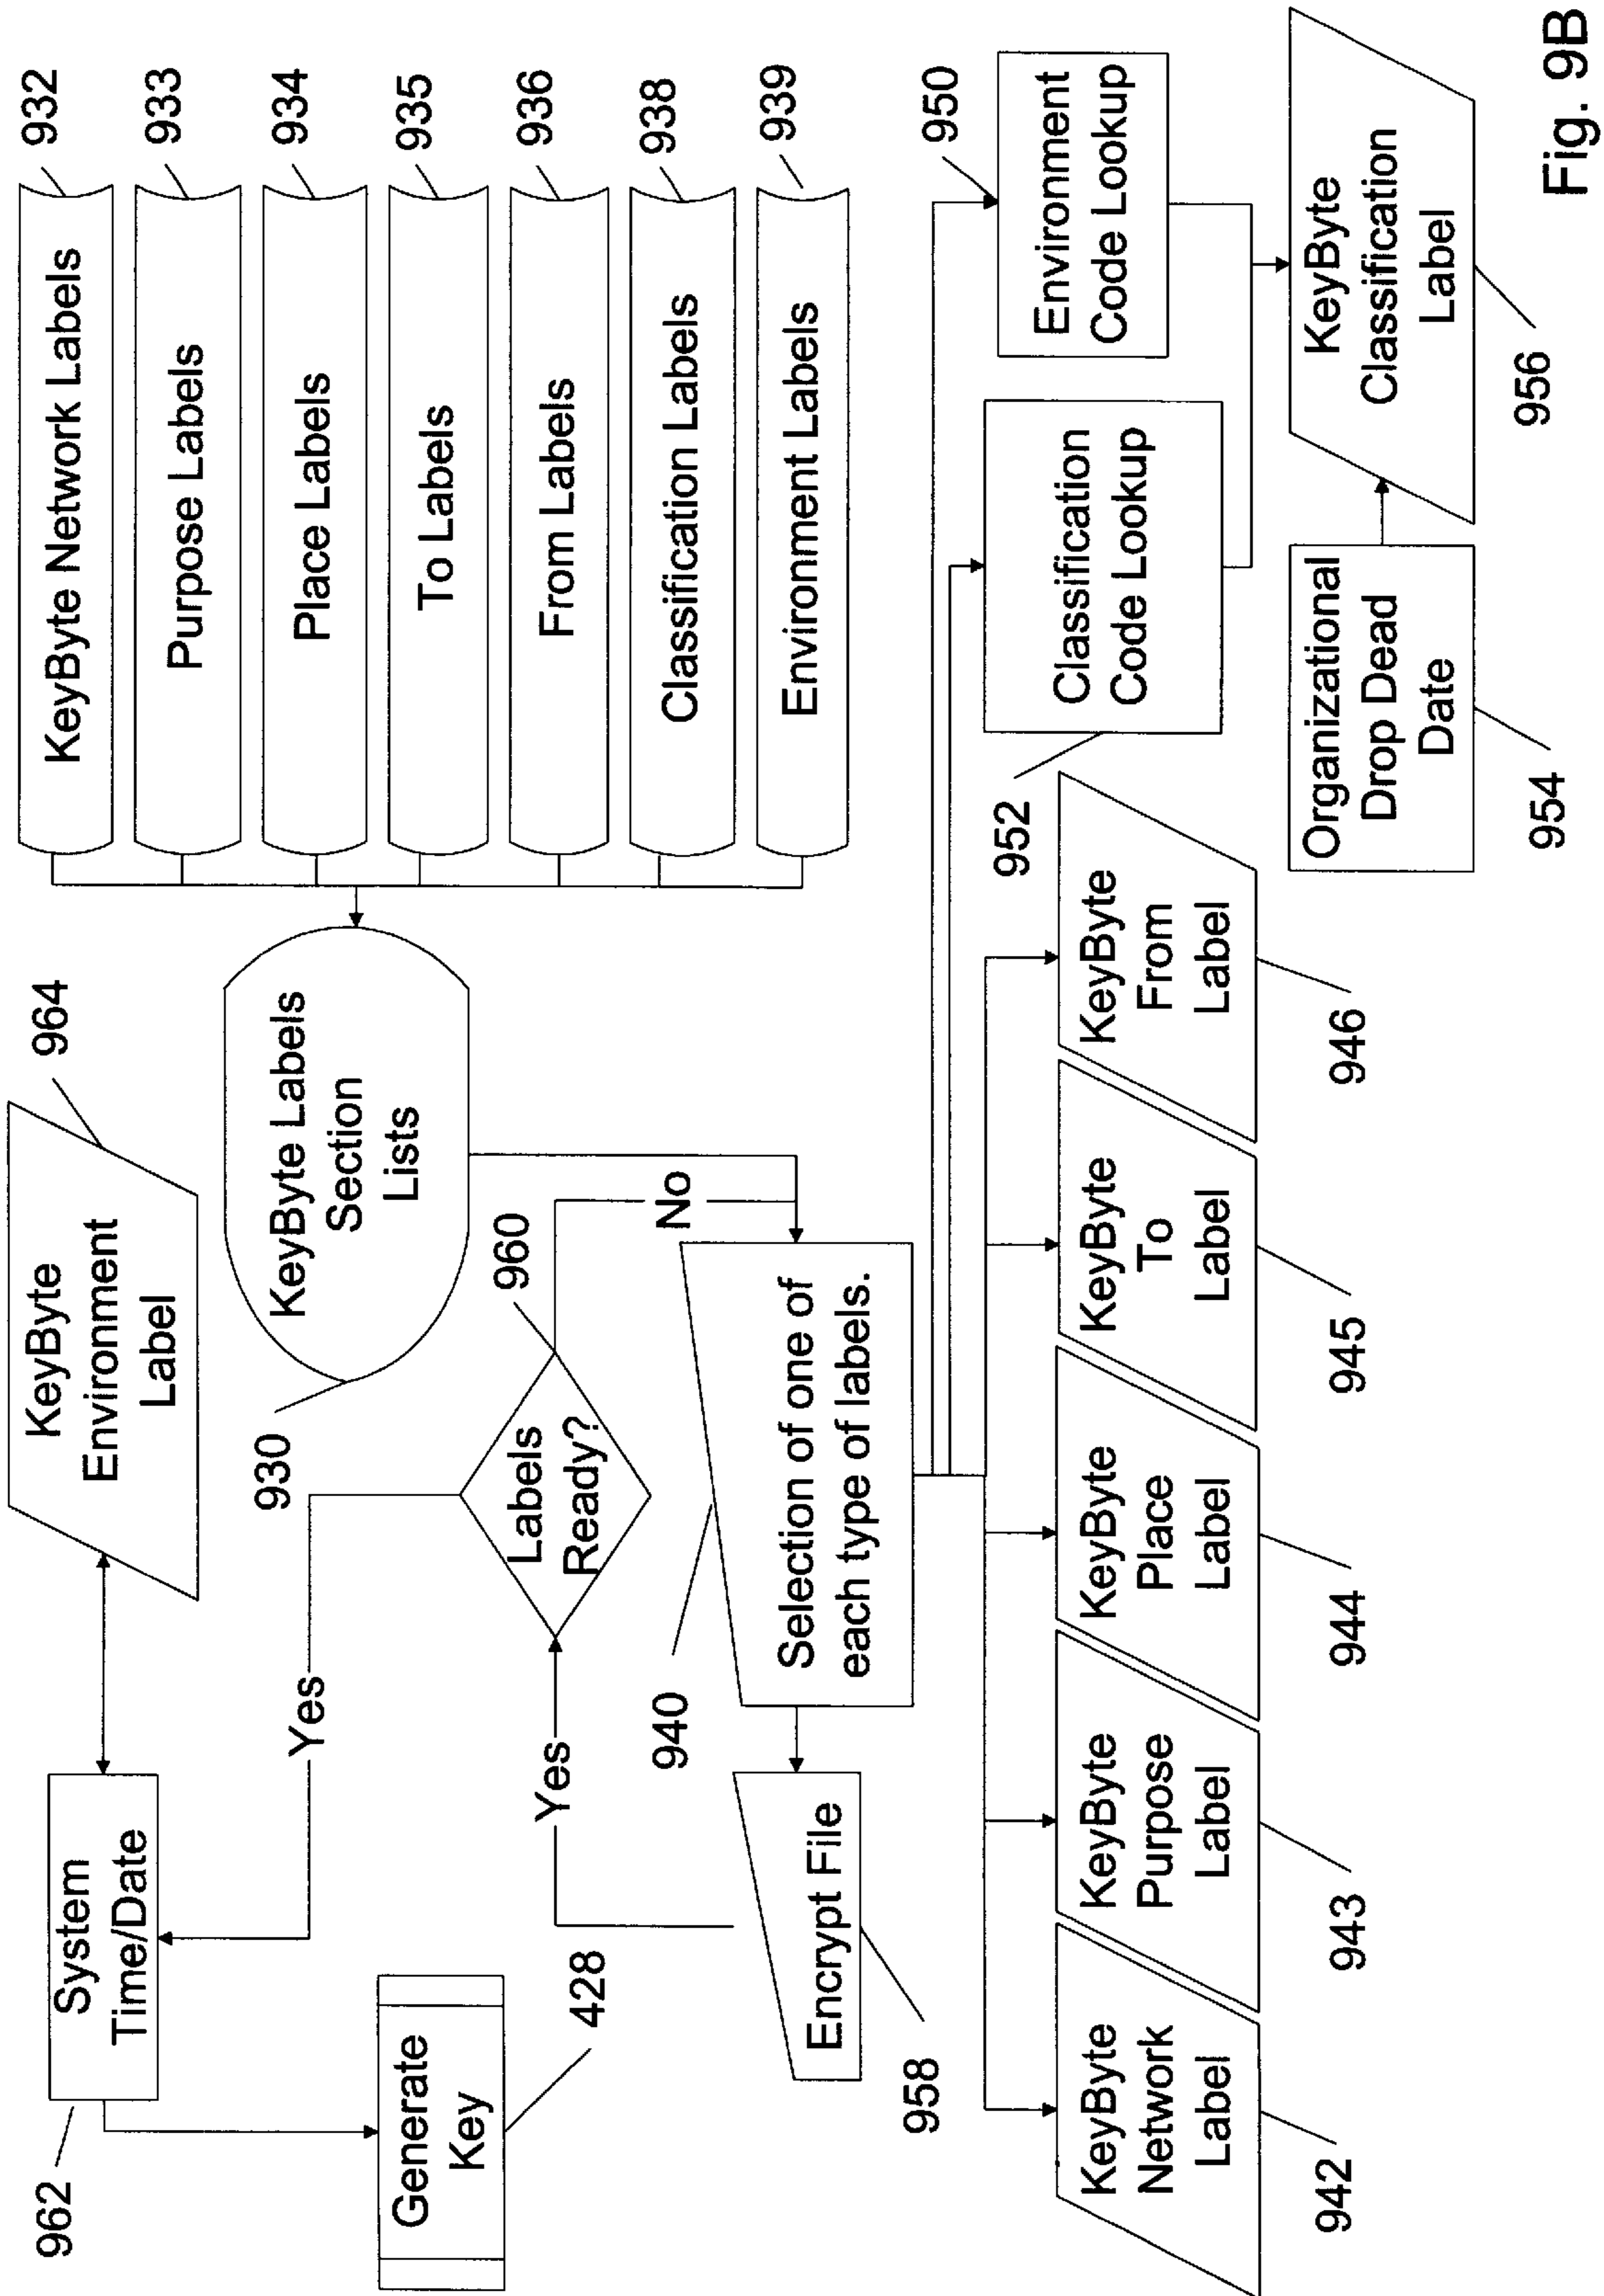 962
System
Time/Date
KeyByte
Environment
Label
964
KeyByte Network Labels
932
Purpose Labels
933
Place Labels
934
To Labels
935
From Labels
936
Classification Labels
938
Environment Labels
939
Generate
Key
428
Yes
930
KeyByte Labels
Section
Lists
Yes
Labels
Ready?
960
No
940
Selection of one of
each type of labels.
Encrypt File
958
950
Environment
Code Lookup
952
Classification
Code Lookup
KeyByte
Network
Label
942
KeyByte
Purpose
Label
943
KeyByte
Place
Label
944
KeyByte
To
Label
945
KeyByte
From
Label
946
Organizational
Drop Dead
Date
954
KeyByte
Classification
Label
956
Fig. 9B